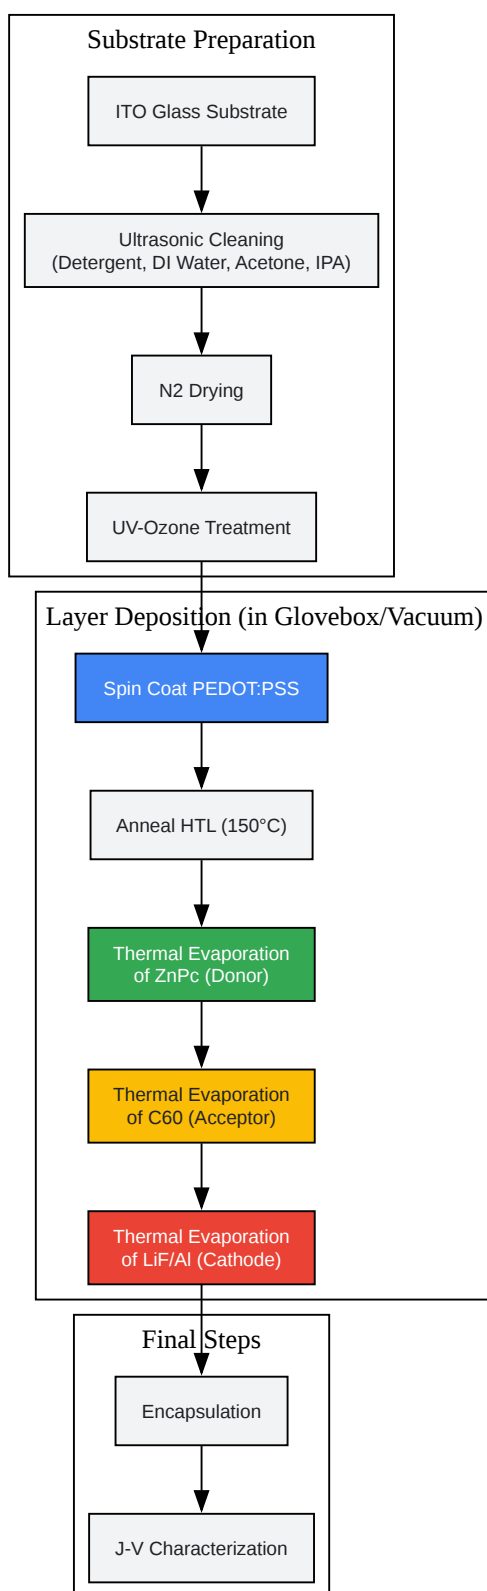 Substrate Preparation
ITO Glass Substrate
Ultrasonic Cleaning
(Detergent, DI Water, Acetone, IPA)
N2 Drying
UV-Ozone Treatment
Layer Deposition (in Glovebox/Vacuum)
Spin Coat PEDOT:PSS
Anneal HTL (150°C)
Thermal Evaporation
of ZnPc (Donor)
Thermal Evaporation
of C60 (Acceptor)
Thermal Evaporation
of LiF/Al (Cathode)
Final Steps
Encapsulation
J-V Characterization